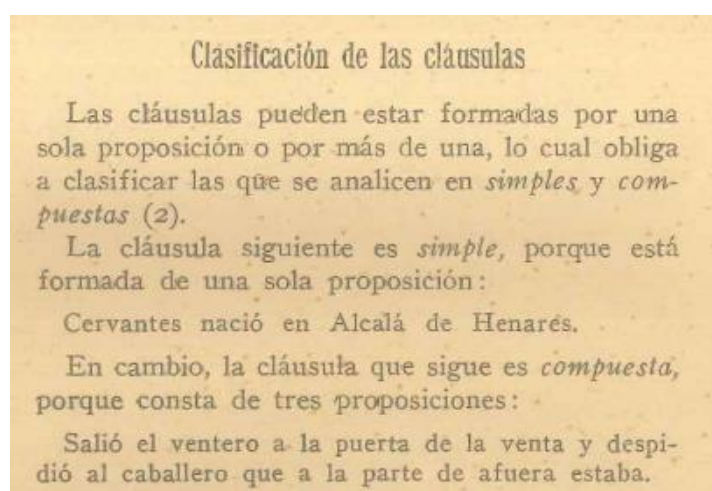 Clasificación de las cláusulas
Las cláusulas pueden estar formadas por una
sola proposición o por más de una, lo cual obliga
a clasificar las que se analicen en simples y com-
puestas (2).
La cláusula siguiente es simple, porque está
formada de una sola proposición:
Cervantes nació en Alcalá de Henares.
En cambio, la cláusula que sigue es compuesta,
porque consta de tres proposiciones:
Salió el ventero a la puerta de la venta y despi-
dió al caballero que a la parte de afuera estaba.